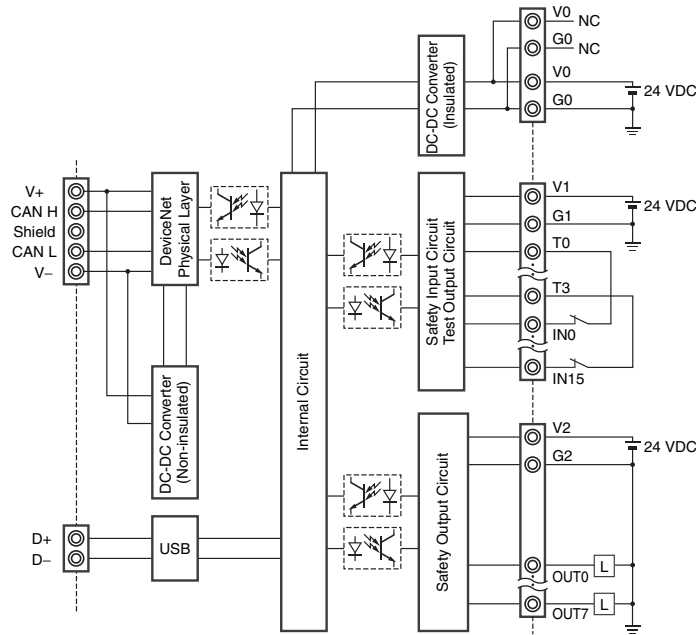 V0
NC
G0
NC
V0
24 VDC
G0
DC-DC Converter
(Insulated)
V+
CAN H
Shield
CAN L
V–
DeviceNet
Physical Layer
DC-DC Converter
(Non-insulated)
D+
D–
USB
Internal Circuit
Safety Input Circuit
Test Output Circuit
V1
24 VDC
G1
T0
T3
IN0
IN15
Safety Output Circuit
V2
24 VDC
G2
OUT0
L
OUT7
L